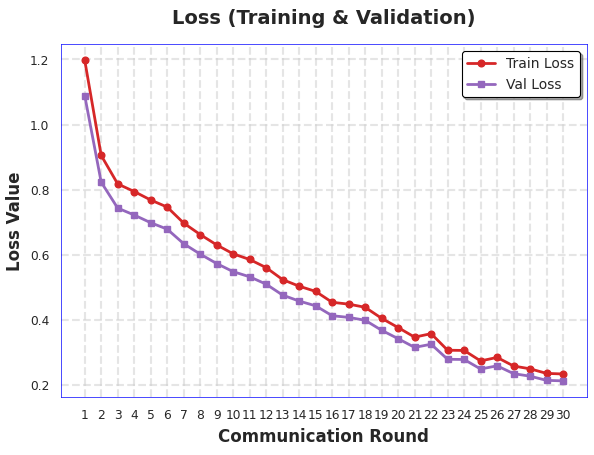 Loss (Training & Validation)
Train Loss
Val Loss
Loss Value
1.2
1.0
0.8
0.6
0.4
0.2
1 2 3 4 5 6 7 8 9 10 11 12 13 14 15 16 17 18 19 20 21 22 23 24 25 26 27 28 29 30
Communication Round